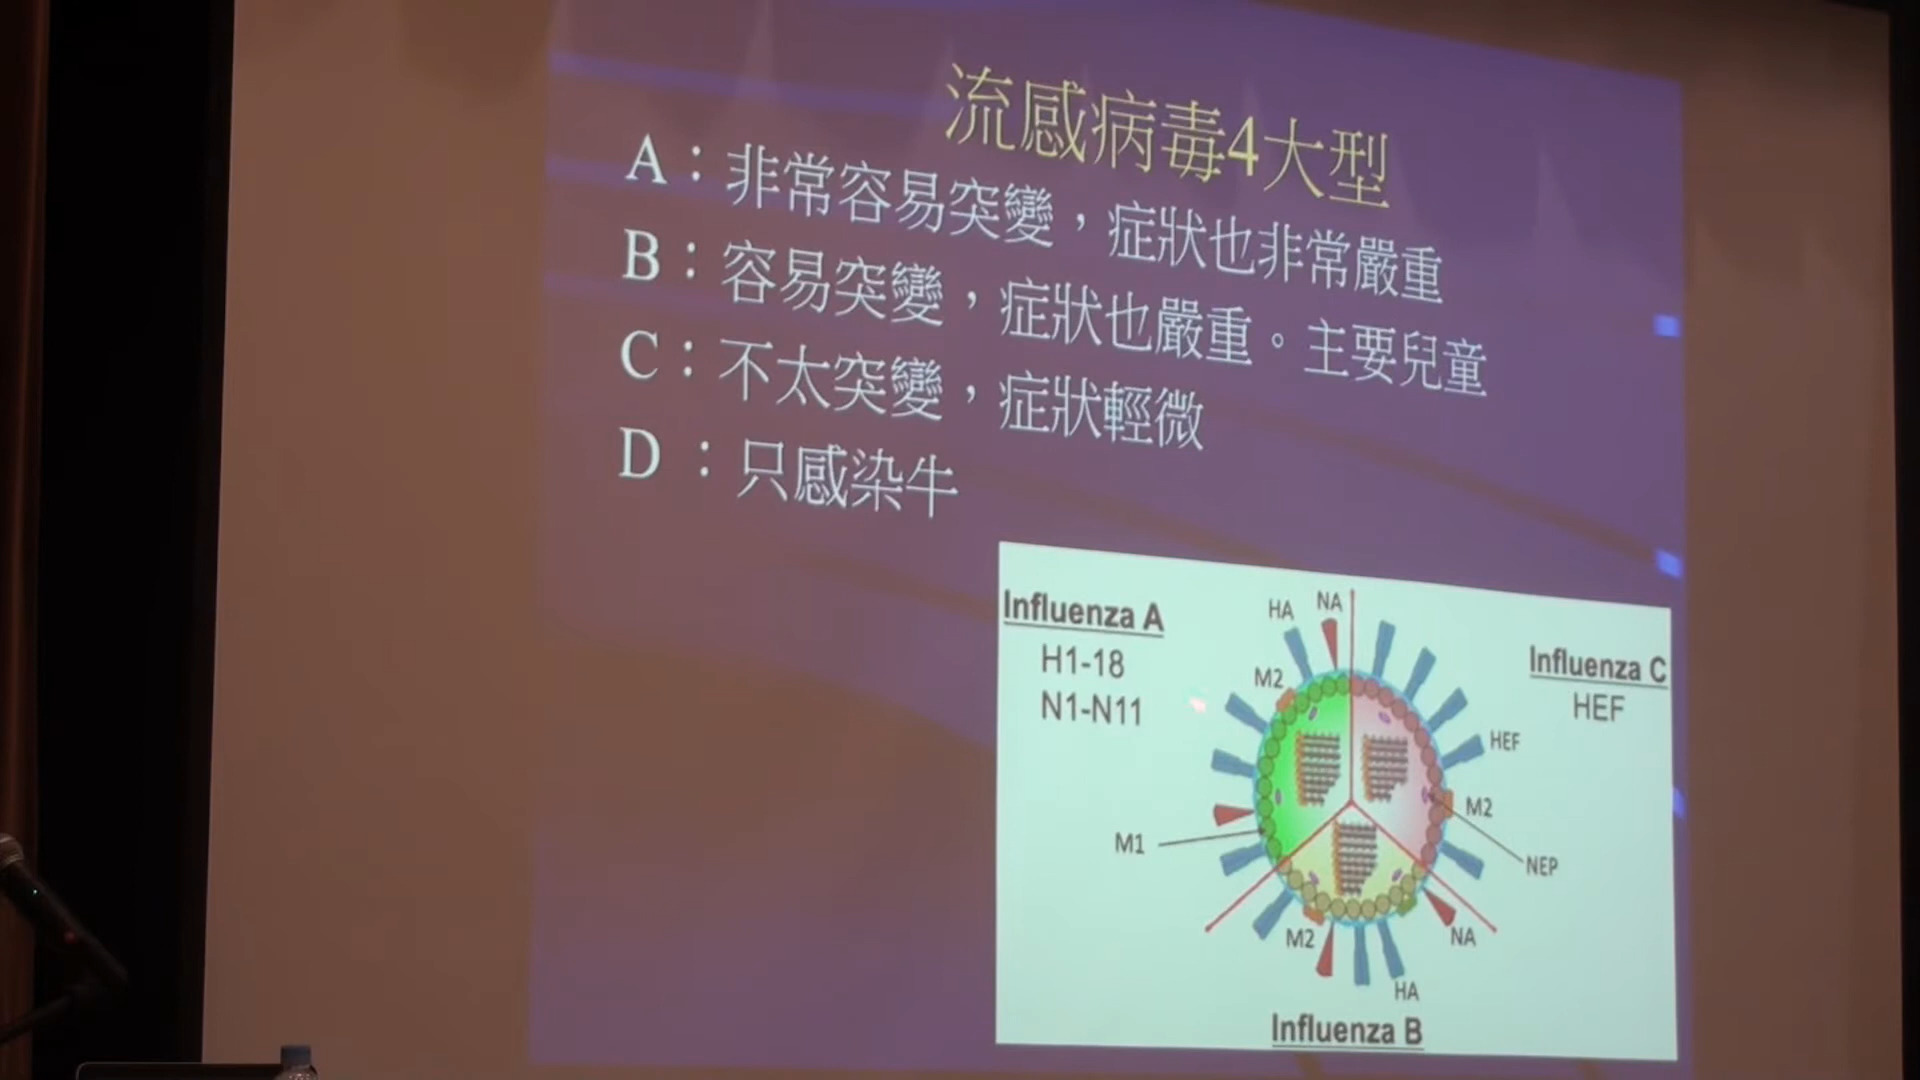 流感病毒4大型
A：非常容易突變，症狀也非常嚴重
B：容易突變，症狀也嚴重。主要兒童
C：不太突變，症狀輕微
D：只感染牛
Influenza A
H1-18
N1-N11
HA
NA
M2
M1
Influenza C
HEF
HEF
M2
NEP
NA
M2
HA
Influenza B